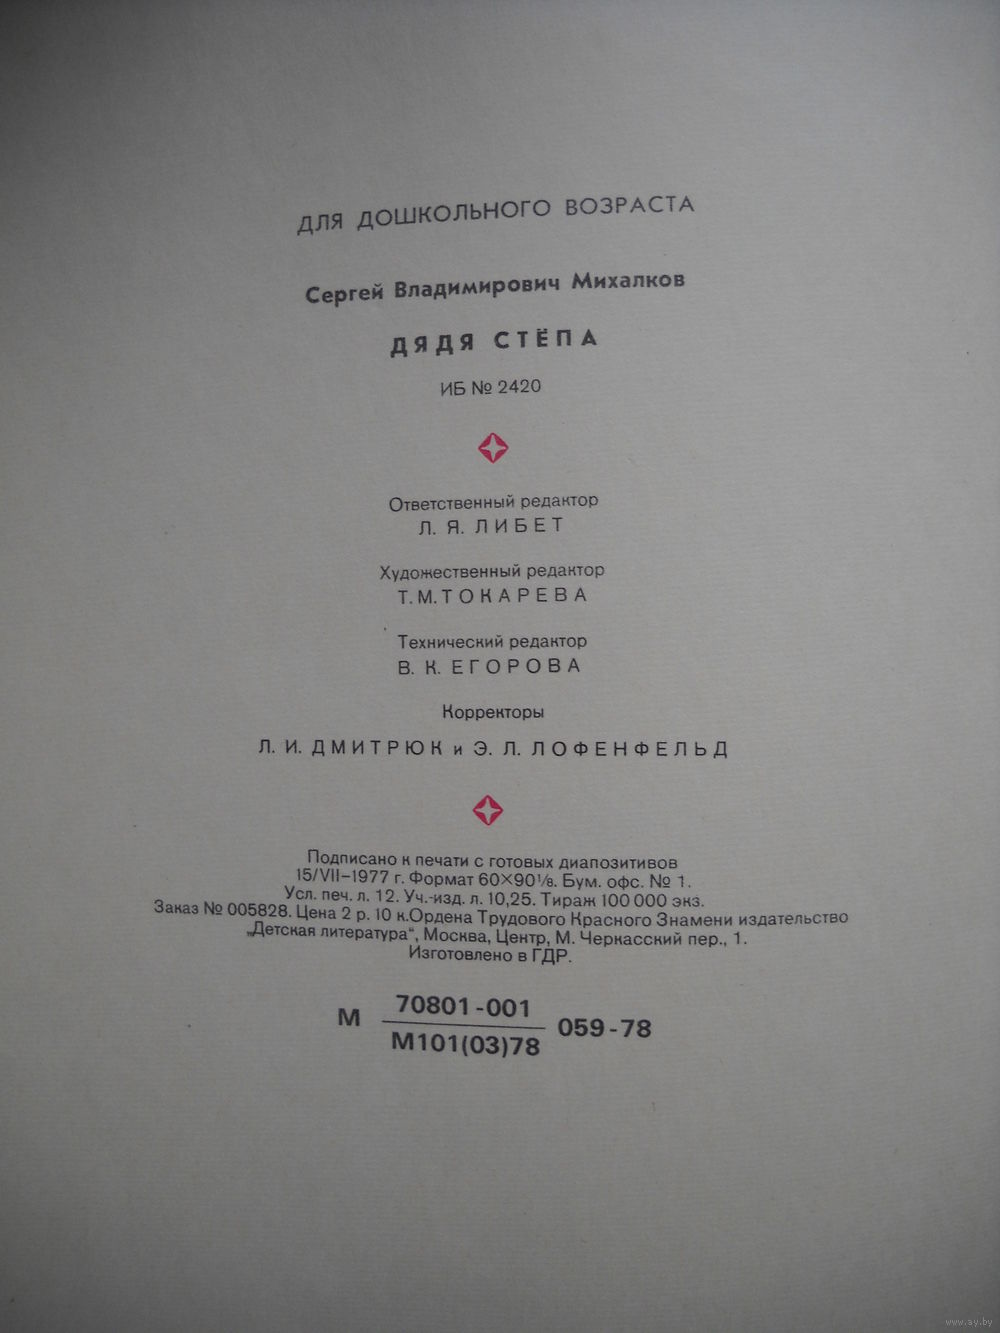 ДЛЯ ДОШКОЛЬНОГО ВОЗРАСТА
Сергей Владимирович Михалков
ДЯДЯ СТЁПА
ИБ № 2420
Ответственный редактор
Л. Я. ЛИБЕТ
Художественный редактор
Т. М. ТОКАРЕВА
Технический редактор
В. К. ЕГОРОВА
Корректоры
Л. И. ДМИТРЮК и Э. Л. ЛОФЕНФЕЛЬД
Подписано к печати с готовых диапозитивов
15/VII–1977 г. Формат 60×90⅛. Бум. офс. № 1.
Усл. печ. л. 12. Уч.-изд. л. 10,25. Тираж 100 000 экз.
Заказ № 005828. Цена 2 р. 10 к.Ордена Трудового Красного Знамени издательство
„Детская литература“, Москва, Центр, М. Черкасский пер., 1.
Изготовлено в ГДР.
М 70801-001 059-78
М101(03)78
www.ay.by